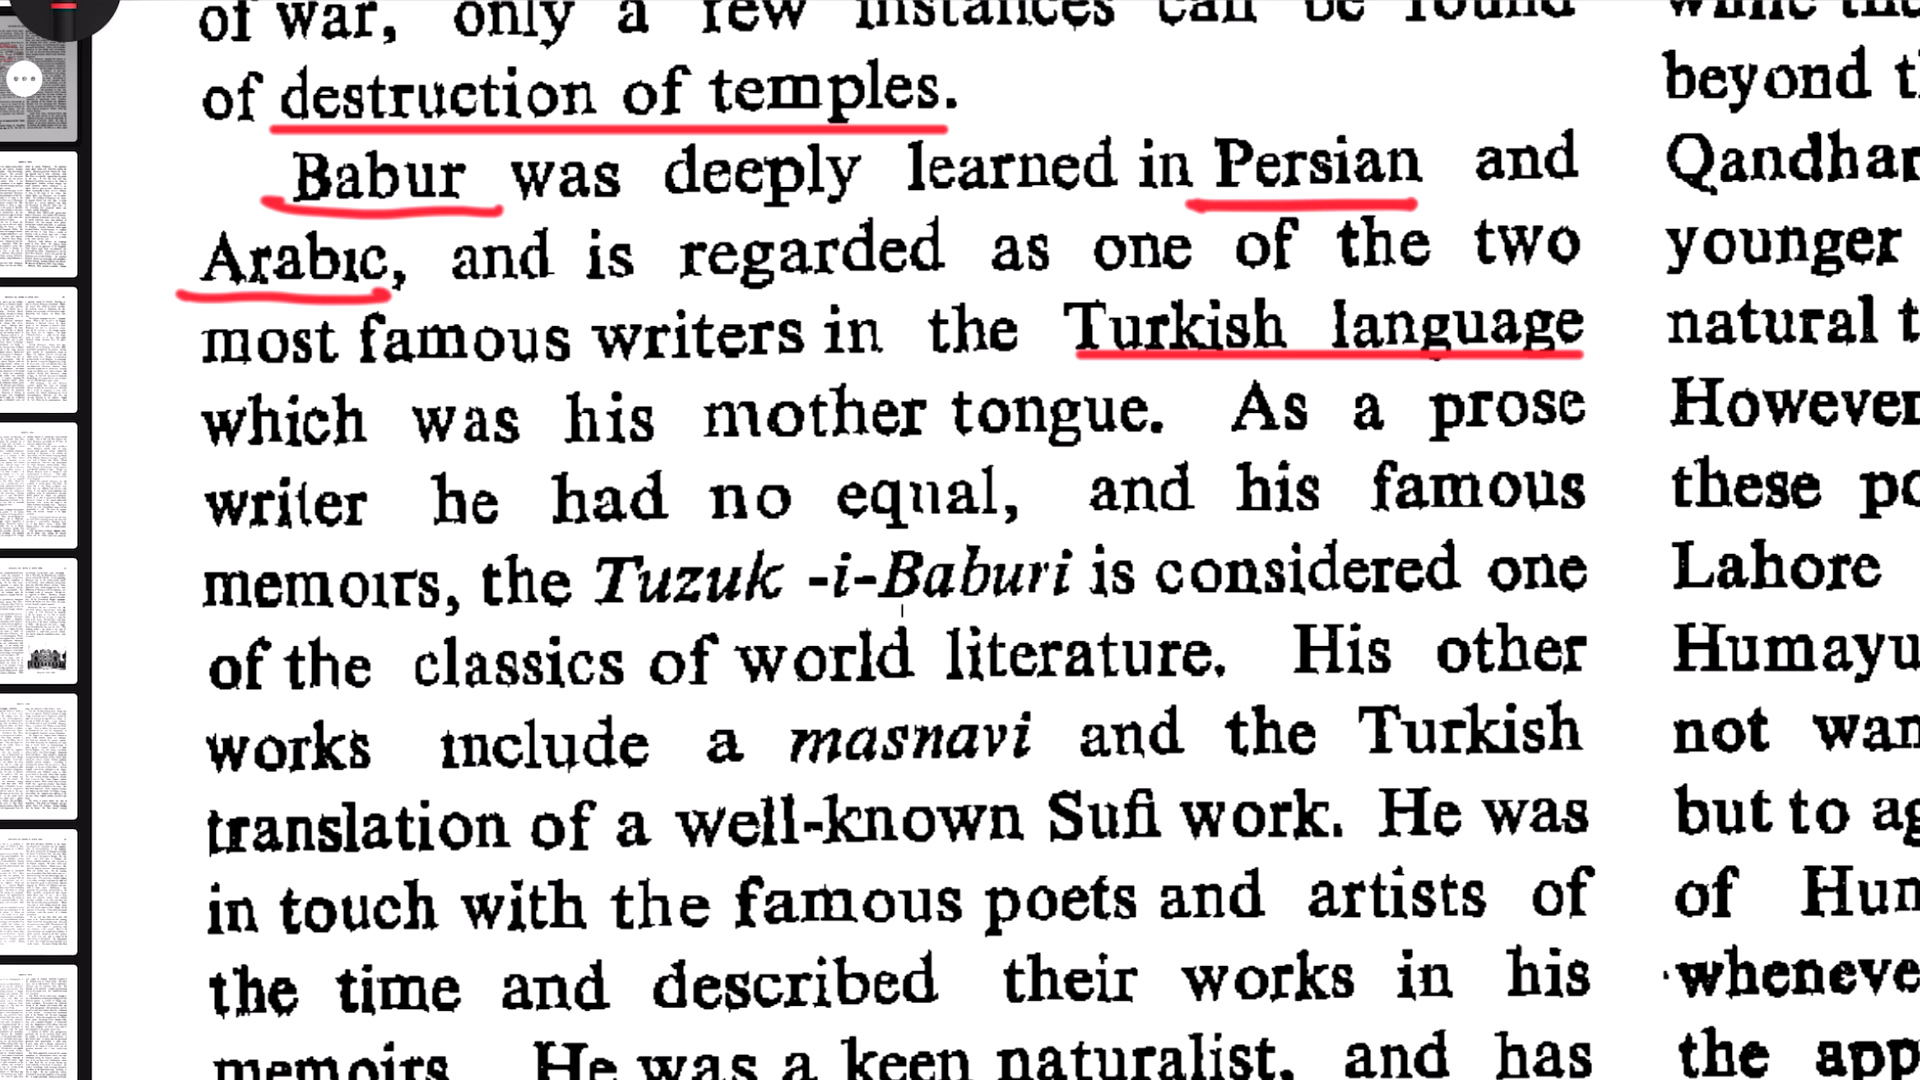 of war, only a few instances can be found
of destruction of temples.
Babur was deeply learned in Persian and
Arabic, and is regarded as one of the two
most famous writers in the Turkish language
which was his mother tongue. As a prose
writer he had no equal, and his famous
memoirs, the Tuzuk -i-Baburi is considered one
of the classics of world literature. His other
works include a masnavi and the Turkish
translation of a well-known Sufi work. He was
in touch with the famous poets and artists of
the time and described their works in his
memoirs. He was a keen naturalist, and has
beyond
Qandhar
younger
natural
However
these
Lahore
Humayu
not wan
but to ag
of Hum
wheneve
the app